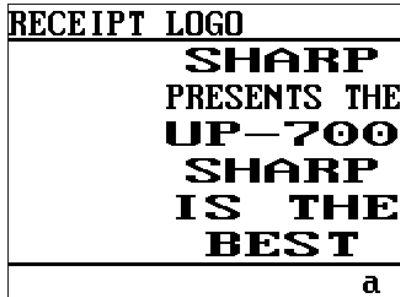 RECEIPT LOGO
SHARP
PRESENTS THE
UP-700
SHARP
IS THE
BEST
a